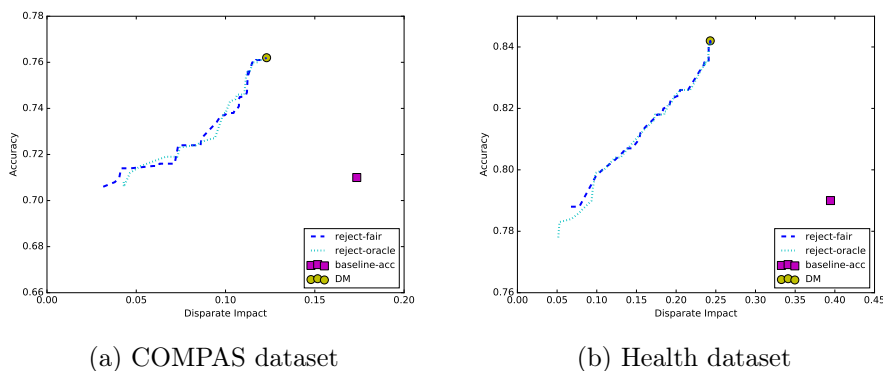 0.78
0.76
0.74
0.72
0.70
0.68
0.66
Accuracy
0.00 0.05 0.10 0.15 0.20
Disparate Impact
reject-fair
reject-oracle
baseline-acc
DM
(a) COMPAS dataset
0.84
0.82
0.80
0.78
0.76
Accuracy
0.00 0.05 0.10 0.15 0.20 0.25 0.30 0.35 0.40 0.45
Disparate Impact
reject-fair
reject-oracle
baseline-acc
DM
(b) Health dataset